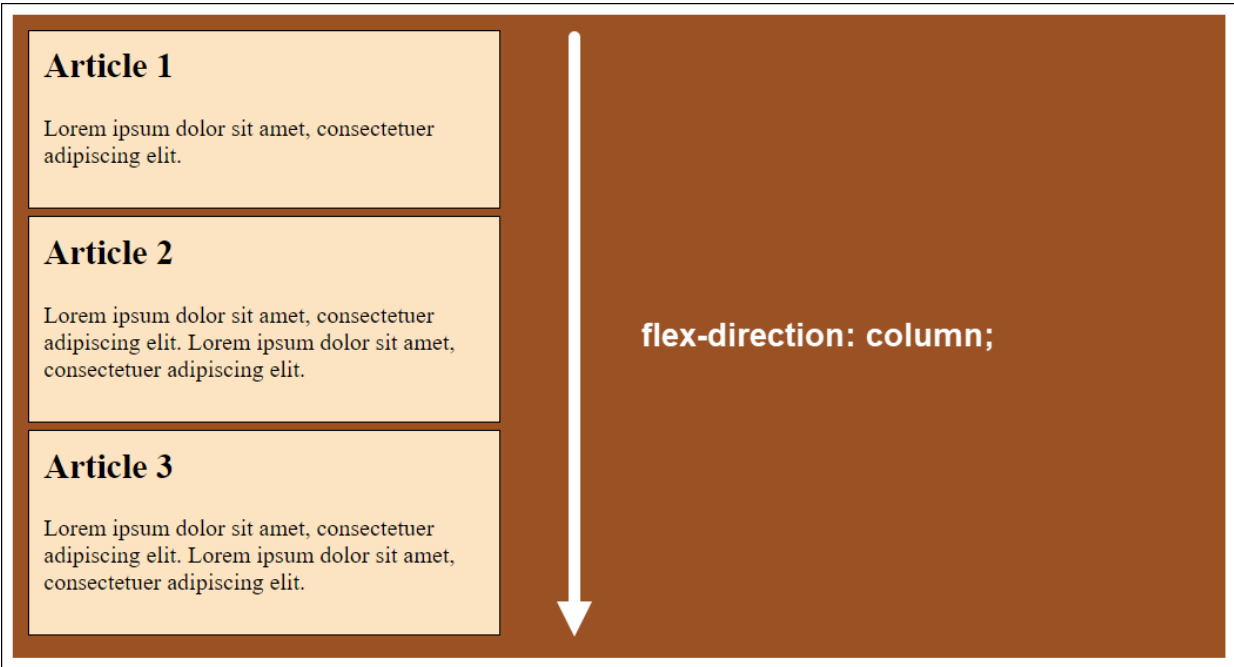 Article 1
Lorem ipsum dolor sit amet, consectetuer
adipiscing elit.
Article 2
Lorem ipsum dolor sit amet, consectetuer
adipiscing elit. Lorem ipsum dolor sit amet,
consectetuer adipiscing elit.
Article 3
Lorem ipsum dolor sit amet, consectetuer
adipiscing elit. Lorem ipsum dolor sit amet,
consectetuer adipiscing elit.
flex-direction: column;